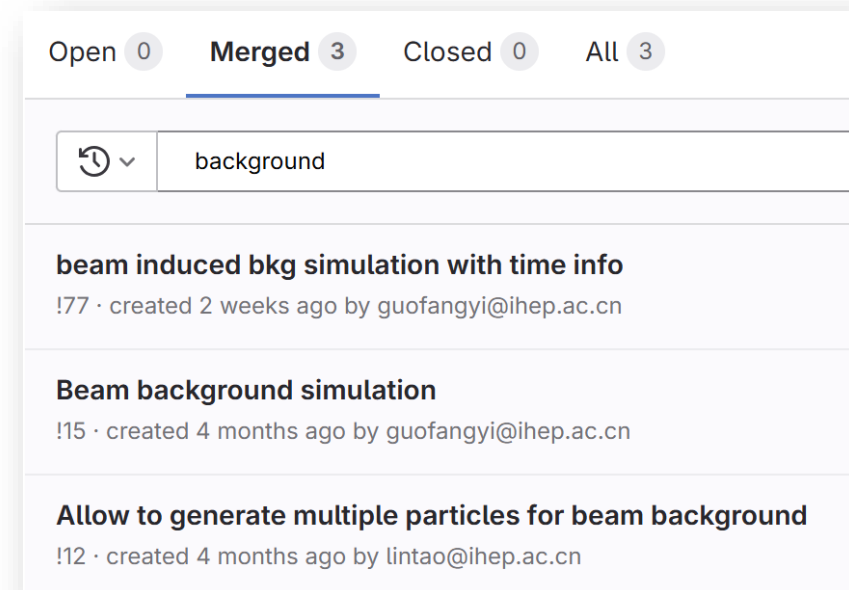 Open 0 Merged 3 Closed 0 All 3
background
beam induced bkg simulation with time info
!77 · created 2 weeks ago by guofangyi@ihep.ac.cn
Beam background simulation
!15 · created 4 months ago by guofangyi@ihep.ac.cn
Allow to generate multiple particles for beam background
!12 · created 4 months ago by lintao@ihep.ac.cn